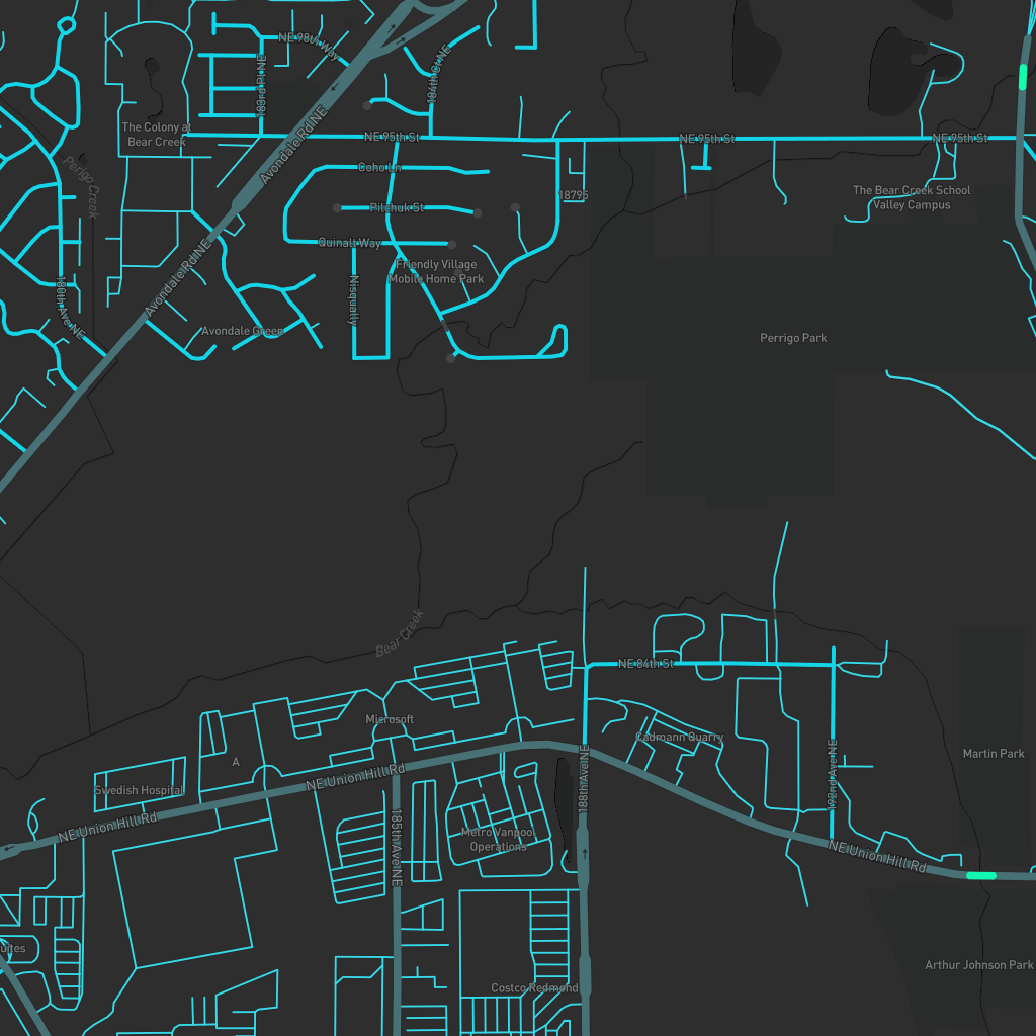 NE 98th Way
183rd Pl NE
184th Ct NE
Avondale Rd NE
The Colony at
Bear Creek
NE 95th St
NE 95th St
NE 95th St
Perrigo Creek
Coho Ln
18795
The Bear Creek School
Valley Campus
Pilchuk St
Quinalt Way
Avondale Rd NE
Friendly Village
Mobile Home Park
Nisqually
180th Ave NE
Avondale Green
Perrigo Park
Bear Creek
NE 84th St
Microsoft
Cadmann Quarry
Martin Park
A
NE Union Hill Rd
188th Ave NE
192nd Ave NE
Swedish Hospital
NE Union Hill Rd
185th Ave NE
Metro Vanpool
Operations
NE Union Hill Rd
uites
Arthur Johnson Park
Costco Redmond